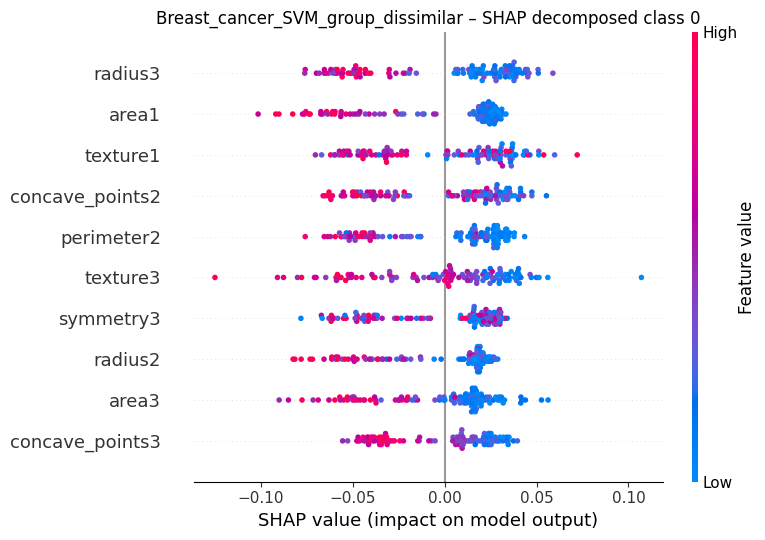 Breast_cancer_SVM_group_dissimilar – SHAP decomposed class 0
High
radius3
area1
texture1
concave_points2
perimeter2
texture3
symmetry3
radius2
area3
concave_points3
Feature value
Low
−0.10 −0.05 0.00 0.05 0.10
SHAP value (impact on model output)